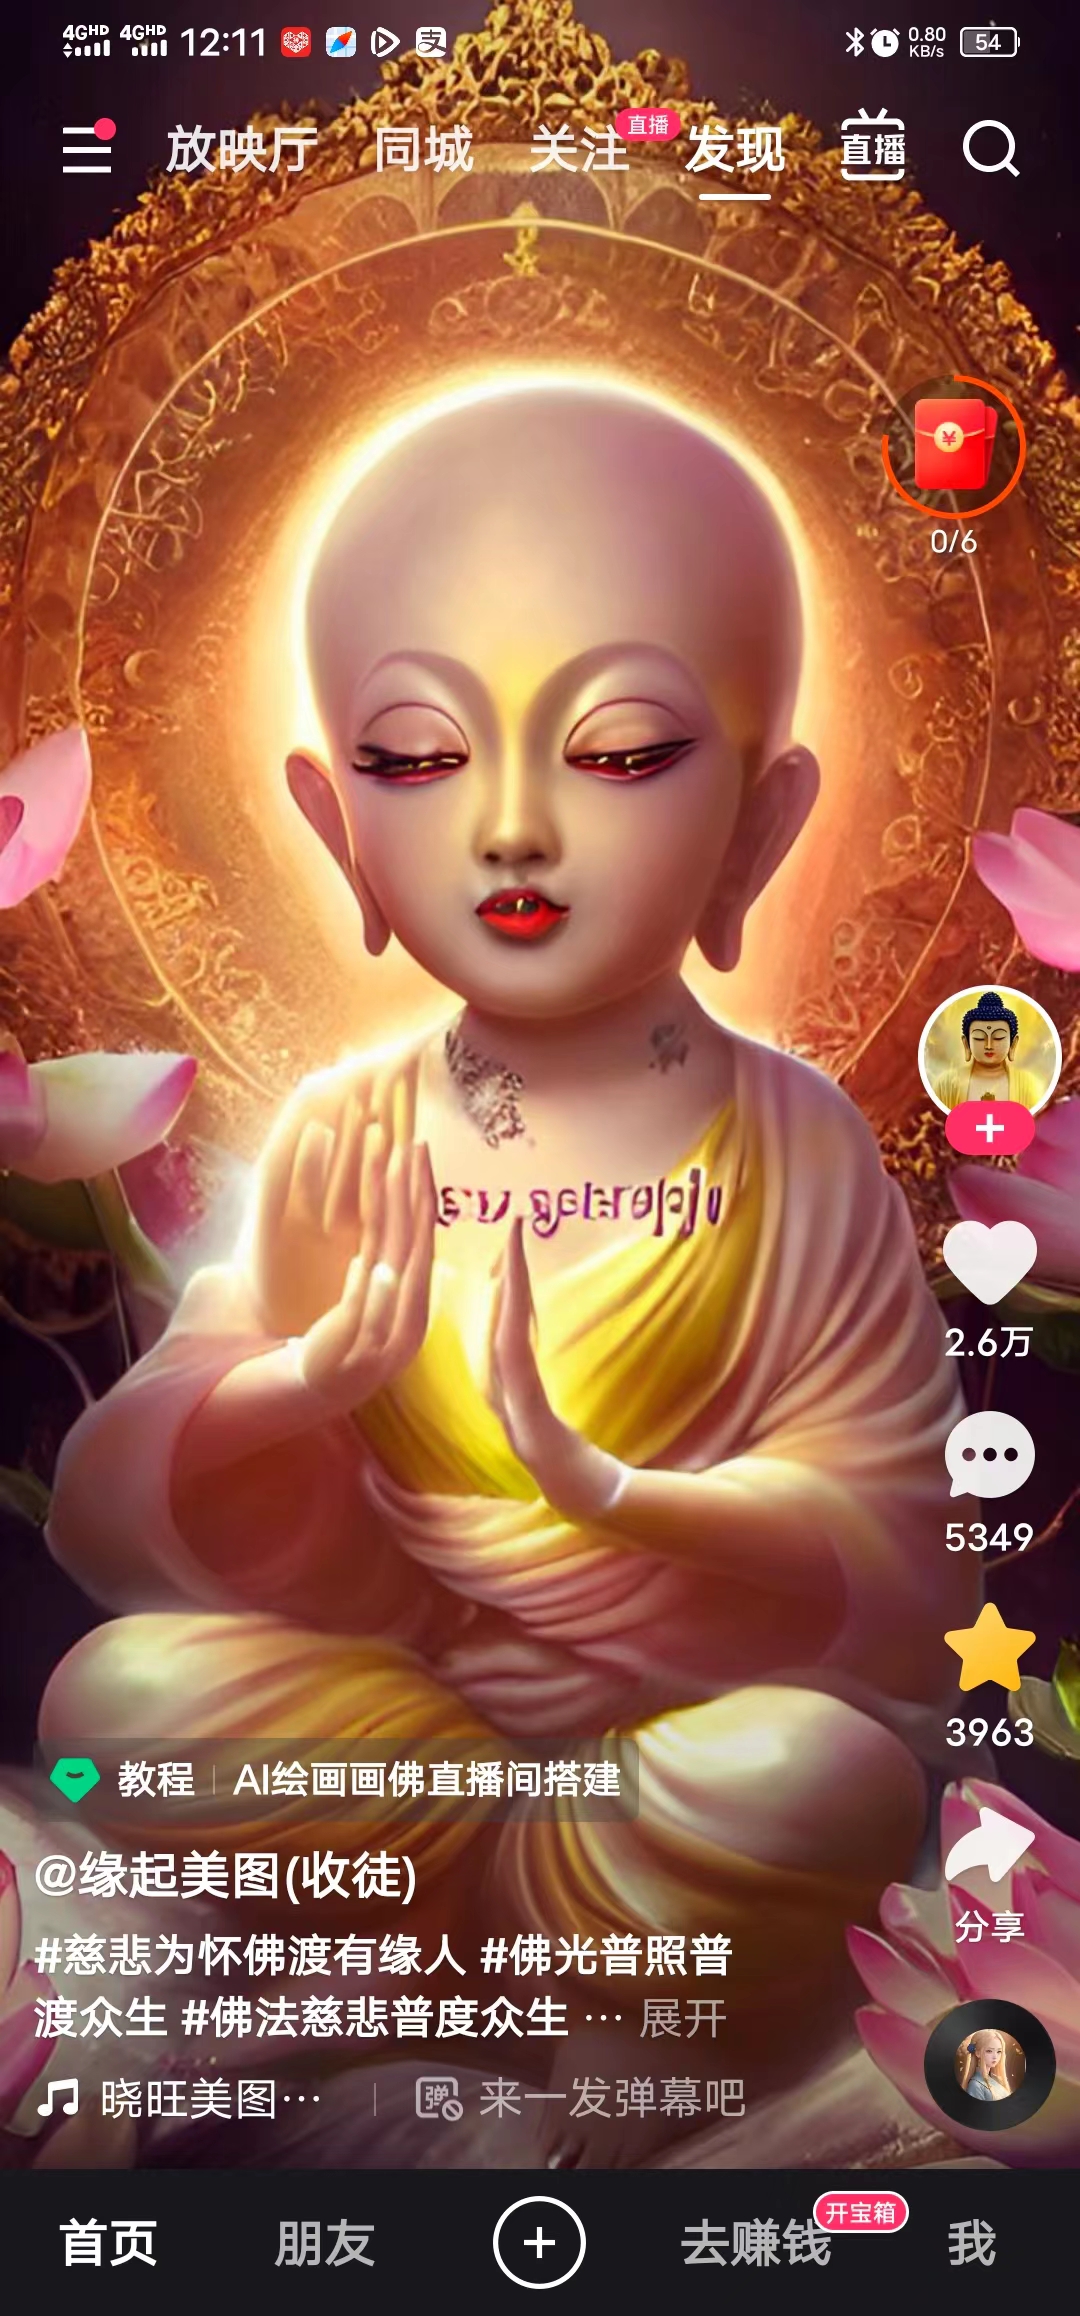 4GHD 4GHD 12:11 支 0.80 KB/s 54
放映厅 同城 关注 直播 发现 直播
¥
0/6
2.6万
5349
3963
教程 AI绘画画佛直播间搭建
@缘起美图(收徒)
分享
#慈悲为怀佛渡有缘人 #佛光普照普
渡众生 #佛法慈悲普度众生 … 展开
晓旺美图… 弹 来一发弹幕吧
首页 朋友 去赚钱 开宝箱 我